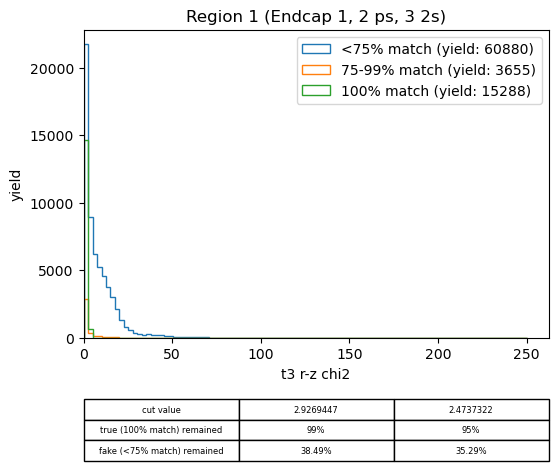 Region 1 (Endcap 1, 2 ps, 3 2s)
<75% match (yield: 60880)
75-99% match (yield: 3655)
100% match (yield: 15288)
yield
20000
15000
10000
5000
0
0 50 100 150 200 250
t3 r-z chi2
cut value 2.9269447 2.4737322
true (100% match) remained 99% 95%
fake (<75% match) remained 38.49% 35.29%